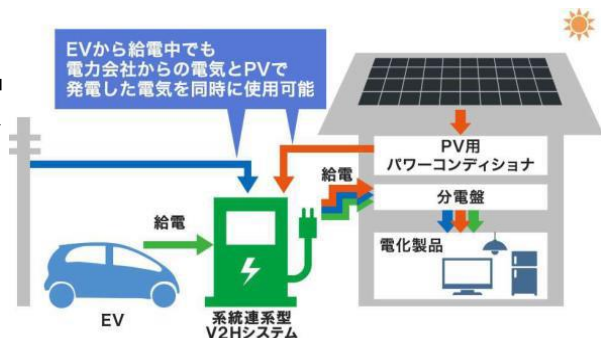 EVから給電中でも
電力会社からの電気とPVで
発電した電気を同時に使用可能
PV用
パワーコンディショナ
給電
分電盤
給電
電化製品
EV
系統連系型
V2Hシステム